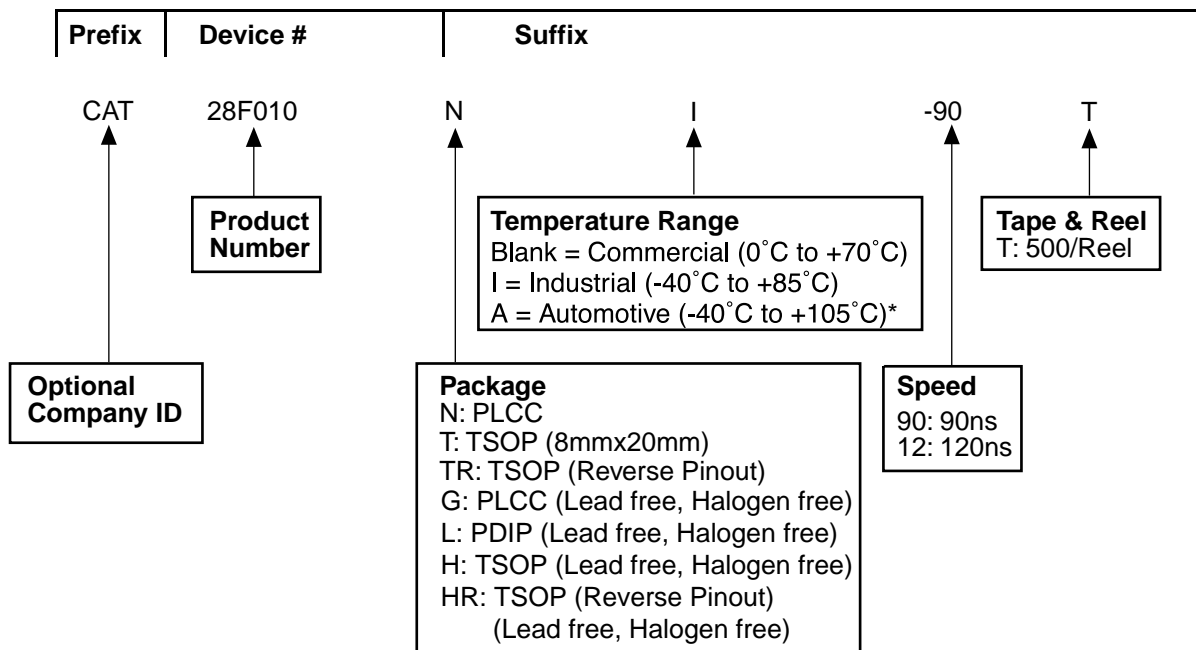 Prefix Device # Suffix
CAT 28F010 N I -90 T
Product
Number
Temperature Range
Blank = Commercial (0˚C to +70˚C)
I = Industrial (-40˚C to +85˚C)
A = Automotive (-40˚C to +105˚C)*
Tape & Reel
T: 500/Reel
Optional
Company ID
Package
N: PLCC
T: TSOP (8mmx20mm)
TR: TSOP (Reverse Pinout)
G: PLCC (Lead free, Halogen free)
L: PDIP (Lead free, Halogen free)
H: TSOP (Lead free, Halogen free)
HR: TSOP (Reverse Pinout)
(Lead free, Halogen free)
Speed
90: 90ns
12: 120ns